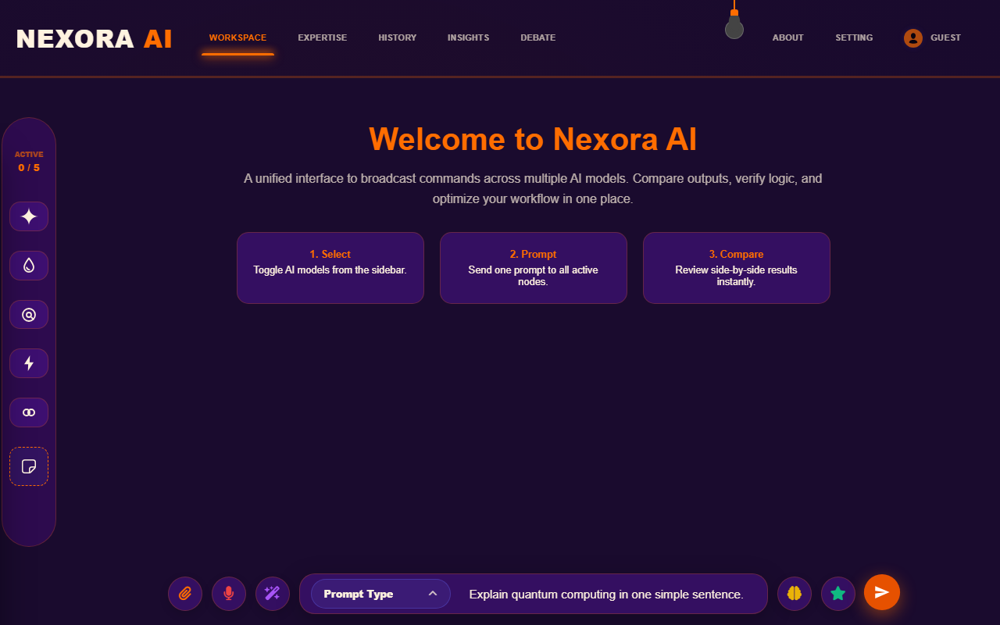 NEXORA AI
WORKSPACE
EXPERTISE
HISTORY
INSIGHTS
DEBATE
ABOUT
SETTING
GUEST
ACTIVE
0 / 5
Welcome to Nexora AI
A unified interface to broadcast commands across multiple AI models. Compare outputs, verify logic, and
optimize your workflow in one place.
1. Select
Toggle AI models from the sidebar.
2. Prompt
Send one prompt to all active
nodes.
3. Compare
Review side-by-side results
instantly.
Prompt Type
Explain quantum computing in one simple sentence.